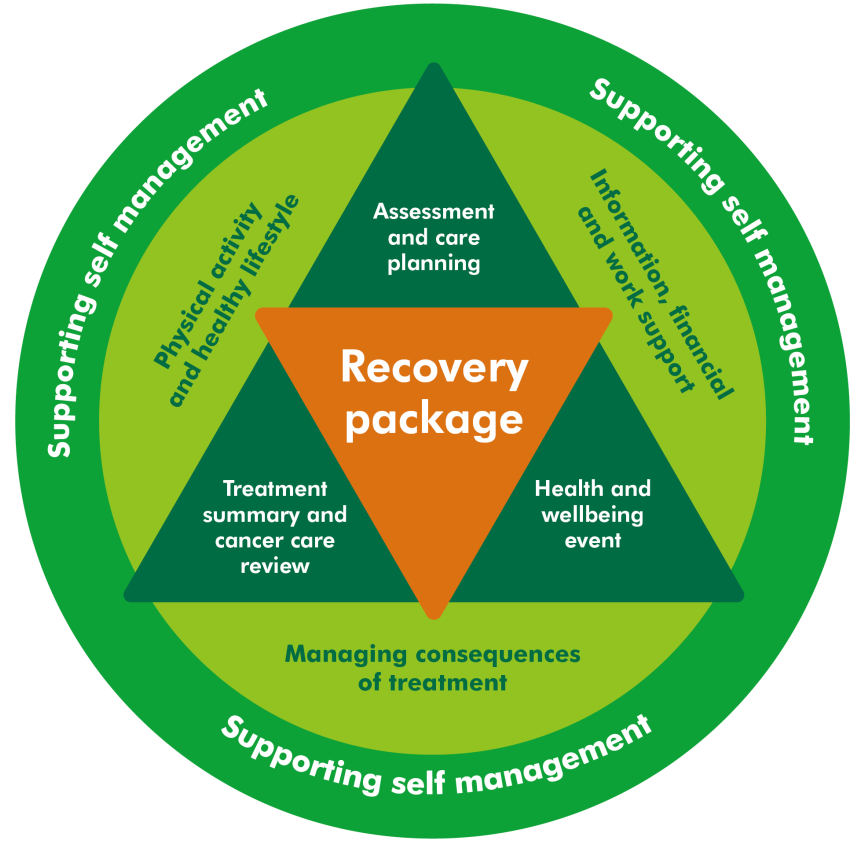 Supporting self management
Supporting self management
Physical activity
and healthy lifestyle
Information, financial
and work support
Assessment
and care
planning
Recovery
package
Treatment
summary and
cancer care
review
Health and
wellbeing
event
Managing consequences
of treatment
Supporting self management